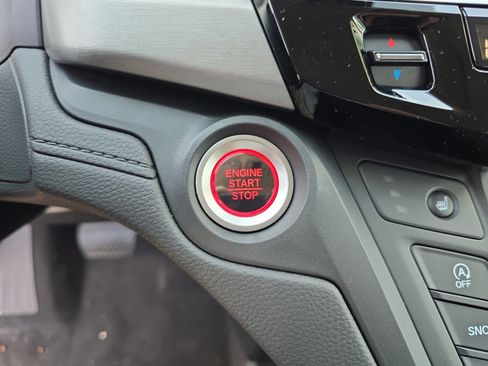 ENGINE
START
STOP
A
OFF
SNO